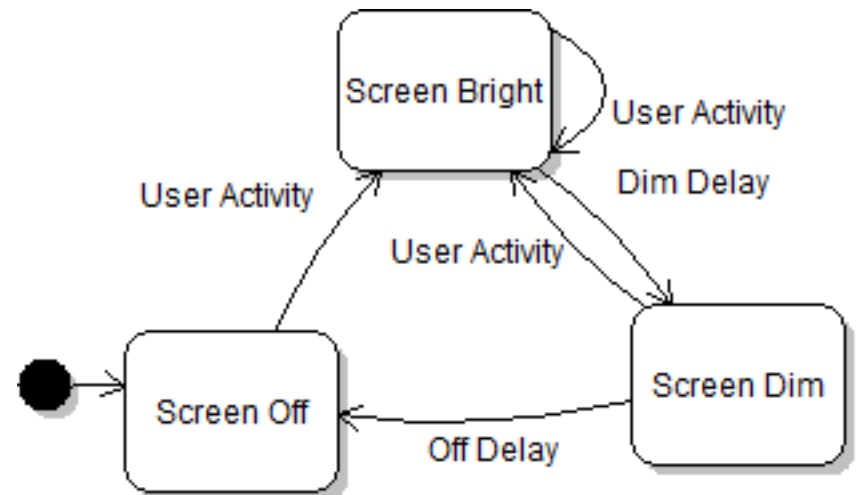 Screen Bright
User Activity
Dim Delay
User Activity
User Activity
Screen Dim
Screen Off
Off Delay